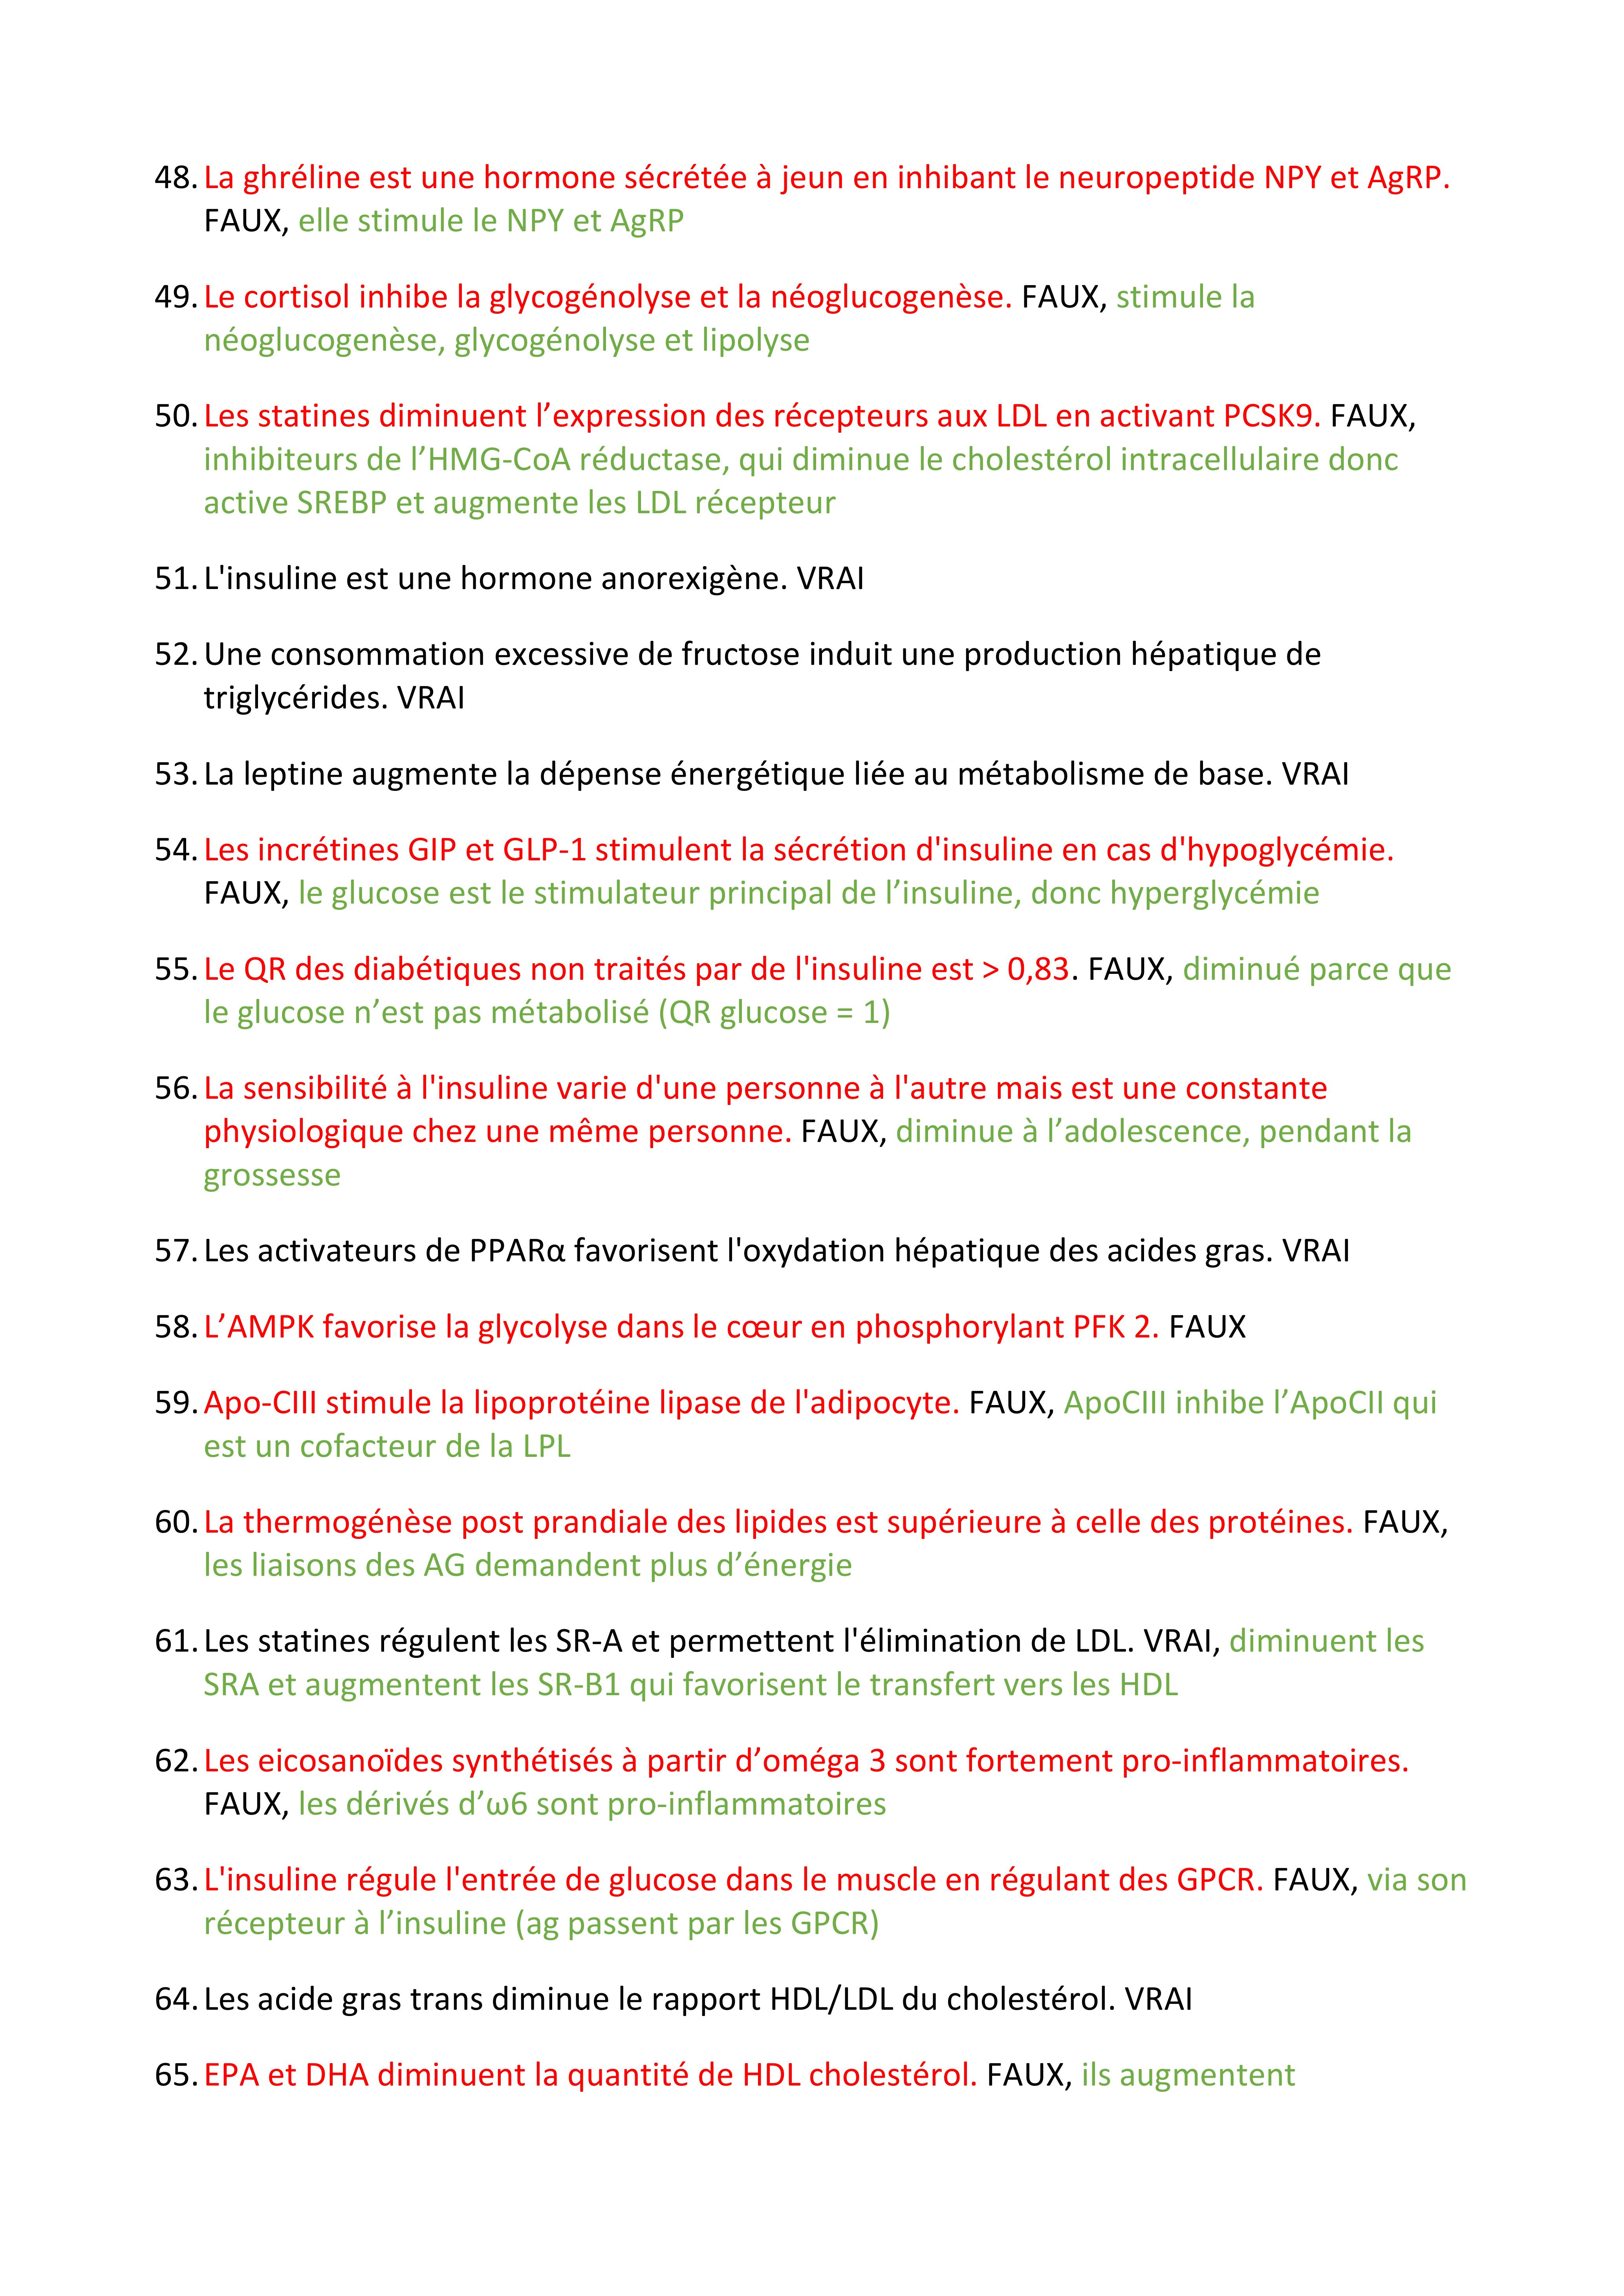 48. La ghréline est une hormone sécrétée à jeun en inhibant le neuropeptide NPY et AgRP.
FAUX, elle stimule le NPY et AgRP
49. Le cortisol inhibe la glycogénolyse et la néoglucogenèse. FAUX, stimule la
néoglucogenèse, glycogénolyse et lipolyse
50. Les statines diminuent l’expression des récepteurs aux LDL en activant PCSK9. FAUX,
inhibiteurs de l’HMG-CoA réductase, qui diminue le cholestérol intracellulaire donc
active SREBP et augmente les LDL récepteur
51. L'insuline est une hormone anorexigène. VRAI
52. Une consommation excessive de fructose induit une production hépatique de
triglycérides. VRAI
53. La leptine augmente la dépense énergétique liée au métabolisme de base. VRAI
54. Les incrétines GIP et GLP-1 stimulent la sécrétion d'insuline en cas d'hypoglycémie.
FAUX, le glucose est le stimulateur principal de l’insuline, donc hyperglycémie
55. Le QR des diabétiques non traités par de l'insuline est > 0,83. FAUX, diminué parce que
le glucose n’est pas métabolisé (QR glucose = 1)
56. La sensibilité à l'insuline varie d'une personne à l'autre mais est une constante
physiologique chez une même personne. FAUX, diminue à l’adolescence, pendant la
grossesse
57. Les activateurs de PPARα favorisent l'oxydation hépatique des acides gras. VRAI
58. L’AMPK favorise la glycolyse dans le cœur en phosphorylant PFK 2. FAUX
59. Apo-CIII stimule la lipoprotéine lipase de l'adipocyte. FAUX, ApoCIII inhibe l’ApoCII qui
est un cofacteur de la LPL
60. La thermogénèse post prandiale des lipides est supérieure à celle des protéines. FAUX,
les liaisons des AG demandent plus d’énergie
61. Les statines régulent les SR-A et permettent l'élimination de LDL. VRAI, diminuent les
SRA et augmentent les SR-B1 qui favorisent le transfert vers les HDL
62. Les eicosanoïdes synthétisés à partir d’oméga 3 sont fortement pro-inflammatoires.
FAUX, les dérivés d’ω6 sont pro-inflammatoires
63. L'insuline régule l'entrée de glucose dans le muscle en régulant des GPCR. FAUX, via son
récepteur à l’insuline (ag passent par les GPCR)
64. Les acide gras trans diminue le rapport HDL/LDL du cholestérol. VRAI
65. EPA et DHA diminuent la quantité de HDL cholestérol. FAUX, ils augmentent